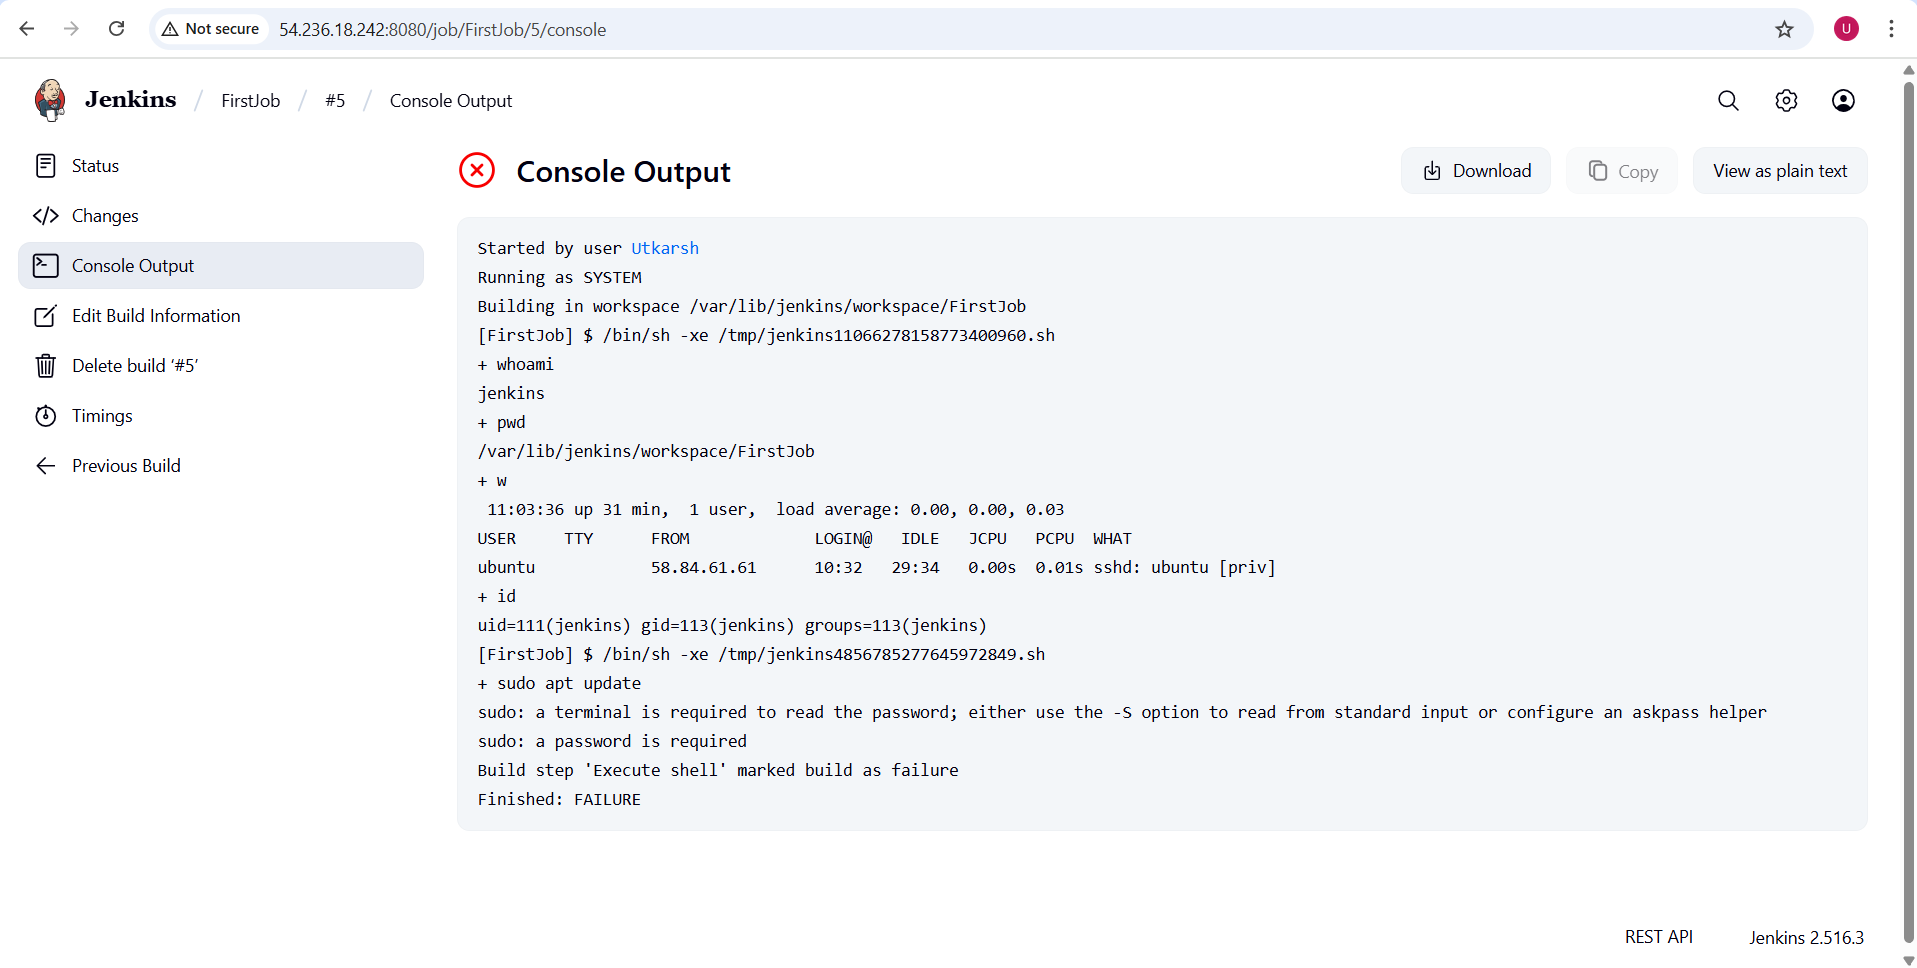 Not secure 54.236.18.242:8080/job/FirstJob/5/console U
Jenkins / FirstJob / #5 / Console Output
Status
Changes
Console Output
Edit Build Information
Delete build ‘#5’
Timings
Previous Build
Console Output
Download Copy View as plain text
Started by user Utkarsh
Running as SYSTEM
Building in workspace /var/lib/jenkins/workspace/FirstJob
[FirstJob] $ /bin/sh -xe /tmp/jenkins11066278158773400960.sh
+ whoami
jenkins
+ pwd
/var/lib/jenkins/workspace/FirstJob
+ w
 11:03:36 up 31 min,  1 user,  load average: 0.00, 0.00, 0.03
USER     TTY      FROM             LOGIN@   IDLE   JCPU   PCPU  WHAT
ubuntu            58.84.61.61      10:32   29:34   0.00s  0.01s sshd: ubuntu [priv]
+ id
uid=111(jenkins) gid=113(jenkins) groups=113(jenkins)
[FirstJob] $ /bin/sh -xe /tmp/jenkins4856785277645972849.sh
+ sudo apt update
sudo: a terminal is required to read the password; either use the -S option to read from standard input or configure an askpass helper
sudo: a password is required
Build step 'Execute shell' marked build as failure
Finished: FAILURE
REST API Jenkins 2.516.3